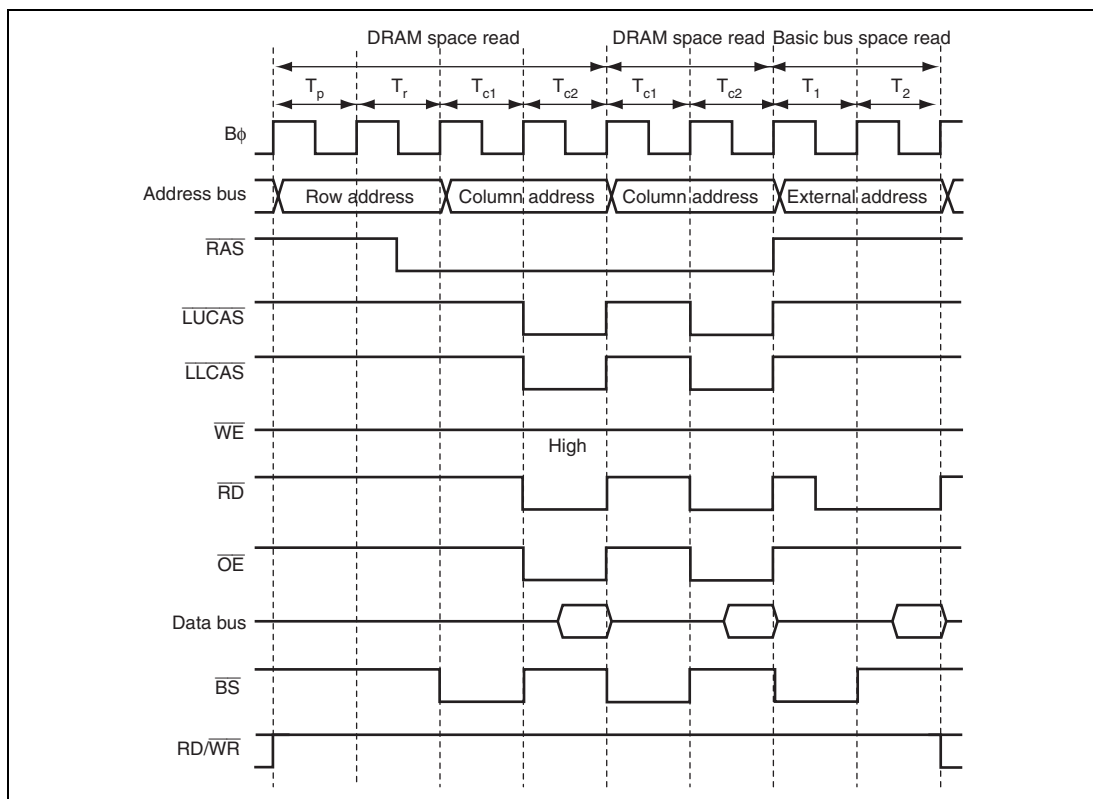 DRAM space read DRAM space read Basic bus space read
Tp Tr Tc1 Tc2 Tc1 Tc2 T1 T2
Bϕ
Address bus Row address Column address Column address External address
RAS
LUCAS
LLCAS
WE
High
RD
OE
Data bus
BS
RD/WR